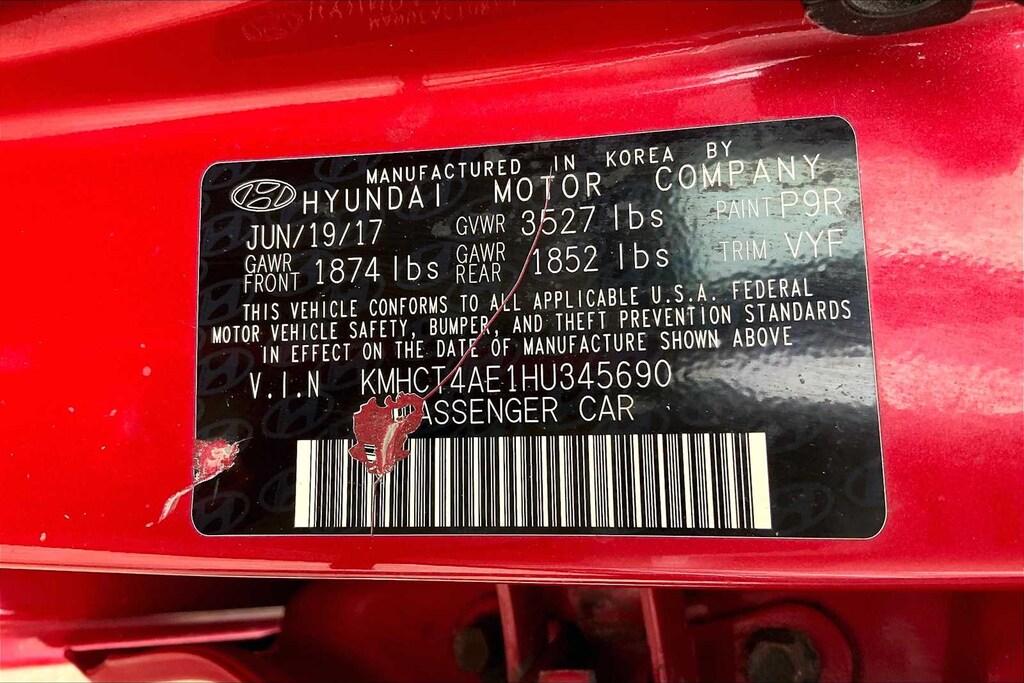 MANUFACTURED IN KOREA BY
HYUNDAI MOTOR COMPANY
JUN/19/17 GVWR 3527 lbs PAINT P9R
GAWR FRONT 1874 lbs GAWR REAR 1852 lbs TRIM VYF
THIS VEHICLE CONFORMS TO ALL APPLICABLE U.S.A. FEDERAL
MOTOR VEHICLE SAFETY, BUMPER, AND THEFT PREVENTION STANDARDS
IN EFFECT ON THE DATE OF MANUFACTURE SHOWN ABOVE
V.I.N KMHCT4AE1HU345690
PASSENGER CAR